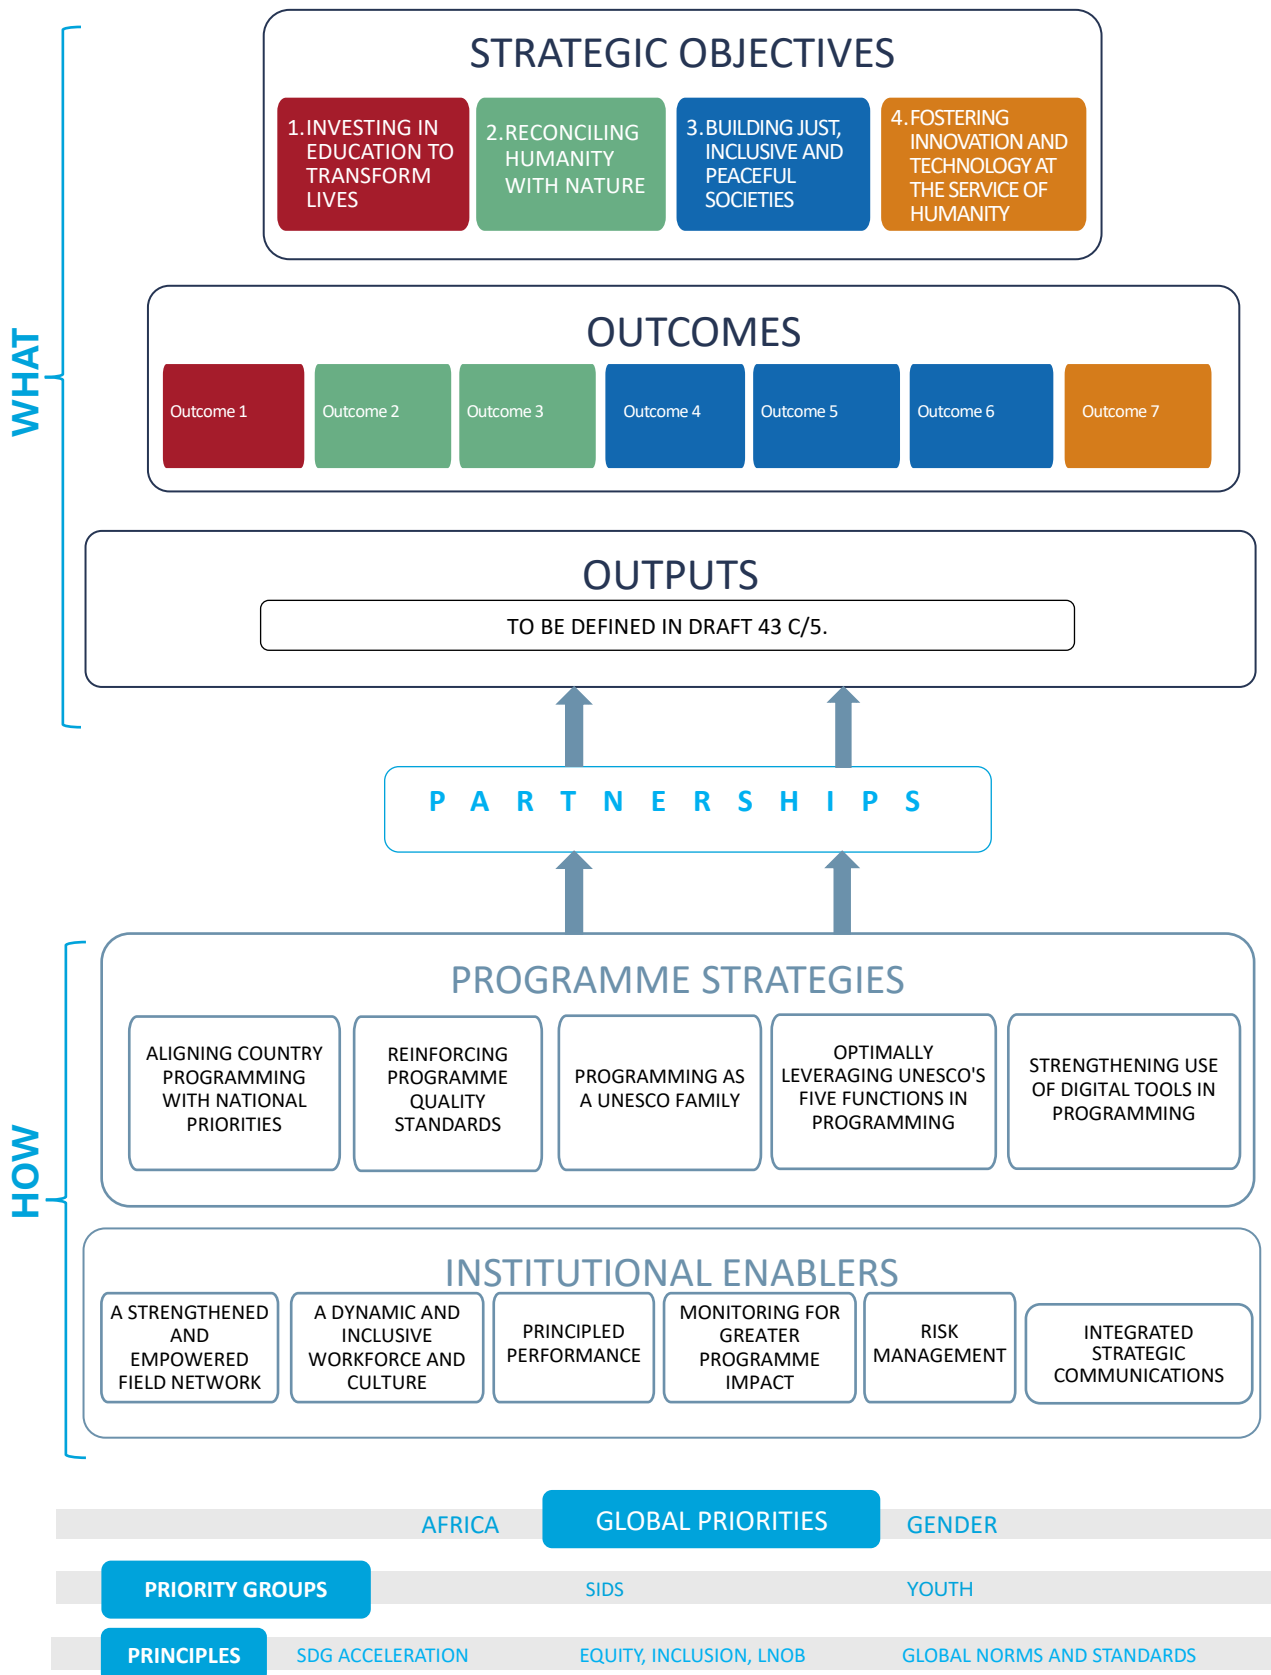 WHAT
STRATEGIC OBJECTIVES
1. INVESTING IN
EDUCATION TO
TRANSFORM
LIVES
2. RECONCILING
HUMANITY
WITH NATURE
3. BUILDING JUST,
INCLUSIVE AND
PEACEFUL
SOCIETIES
4. FOSTERING
INNOVATION AND
TECHNOLOGY AT
THE SERVICE OF
HUMANITY
OUTCOMES
Outcome 1
Outcome 2
Outcome 3
Outcome 4
Outcome 5
Outcome 6
Outcome 7
OUTPUTS
TO BE DEFINED IN DRAFT 43 C/5.
P A R T N E R S H I P S
HOW
PROGRAMME STRATEGIES
ALIGNING COUNTRY
PROGRAMMING
WITH NATIONAL
PRIORITIES
REINFORCING
PROGRAMME
QUALITY
STANDARDS
PROGRAMMING AS
A UNESCO FAMILY
OPTIMALLY
LEVERAGING UNESCO'S
FIVE FUNCTIONS IN
PROGRAMMING
STRENGTHENING USE
OF DIGITAL TOOLS IN
PROGRAMMING
INSTITUTIONAL ENABLERS
A STRENGTHENED
AND
EMPOWERED
FIELD NETWORK
A DYNAMIC AND
INCLUSIVE
WORKFORCE AND
CULTURE
PRINCIPLED
PERFORMANCE
MONITORING FOR
GREATER
PROGRAMME
IMPACT
RISK
MANAGEMENT
INTEGRATED
STRATEGIC
COMMUNICATIONS
AFRICA GLOBAL PRIORITIES GENDER
PRIORITY GROUPS SIDS YOUTH
PRINCIPLES SDG ACCELERATION EQUITY, INCLUSION, LNOB GLOBAL NORMS AND STANDARDS